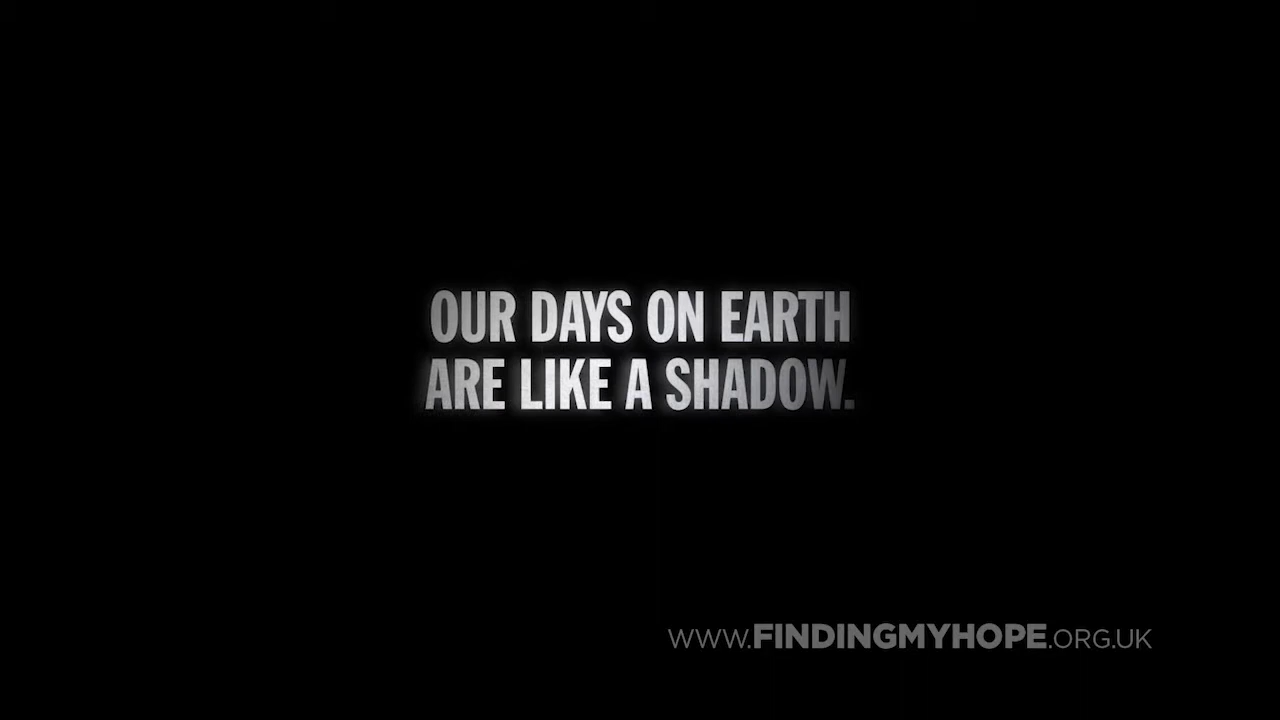 OUR DAYS ON EARTH
ARE LIKE A SHADOW.
WWW.FINDINGMYHOPE.ORG.UK